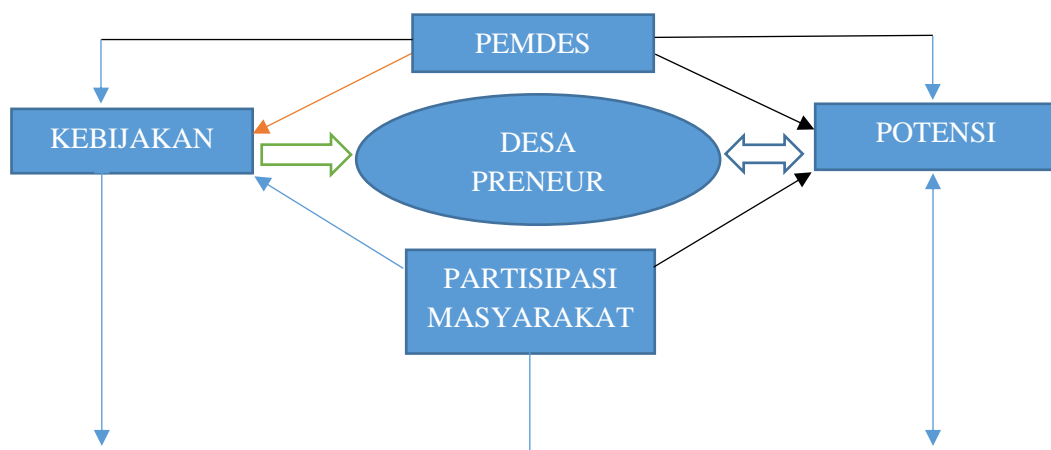 PEMDES
KEBIJAKAN
DESA
PRENEUR
POTENSI
PARTISIPASI
MASYARAKAT